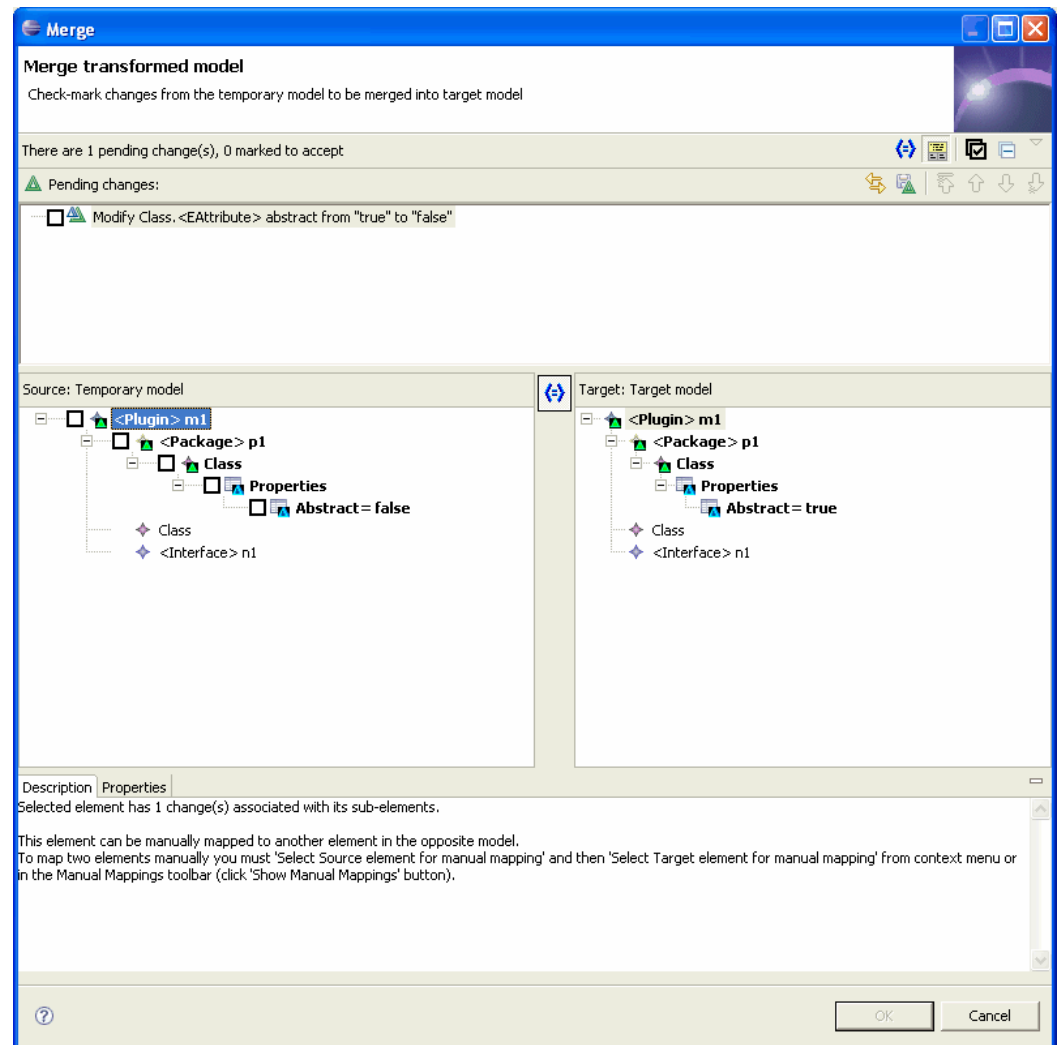 Merge
Merge transformed model
Check-mark changes from the temporary model to be merged into target model
There are 1 pending change(s), 0 marked to accept
Pending changes:
Modify Class.<EAttribute> abstract from "true" to "false"
Source: Temporary model
<Plugin> m1
<Package> p1
Class
Properties
Abstract=false
Class
<Interface> n1
Target: Target model
<Plugin> m1
<Package> p1
Class
Properties
Abstract=true
Class
<Interface> n1
Description Properties
Selected element has 1 change(s) associated with its sub-elements.
This element can be manually mapped to another element in the opposite model.
To map two elements manually you must 'Select Source element for manual mapping' and then 'Select Target element for manual mapping' from context menu or
in the Manual Mappings toolbar (click 'Show Manual Mappings' button).
OK Cancel